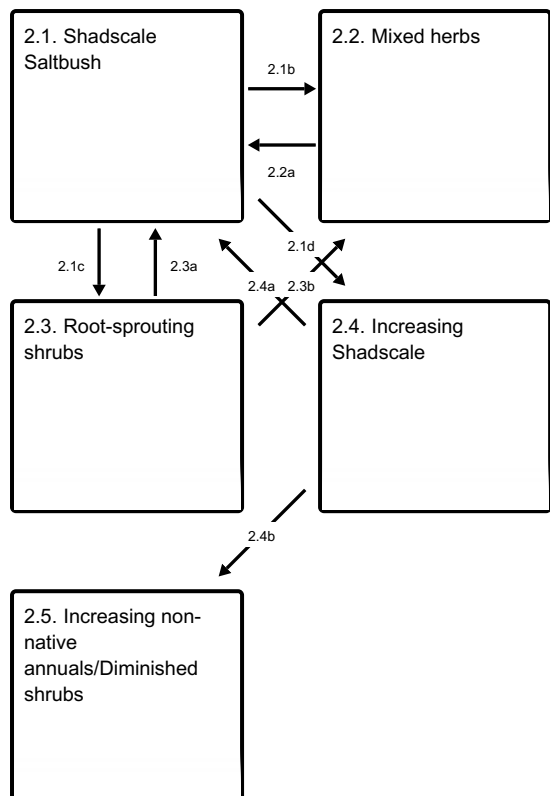 2.1. Shadscale
Saltbush
2.2. Mixed herbs
2.1b
2.2a
2.1d
2.1c
2.3a
2.4a
2.3b
2.3. Root-sprouting
shrubs
2.4. Increasing
Shadscale
2.4b
2.5. Increasing non-
native
annuals/Diminished
shrubs